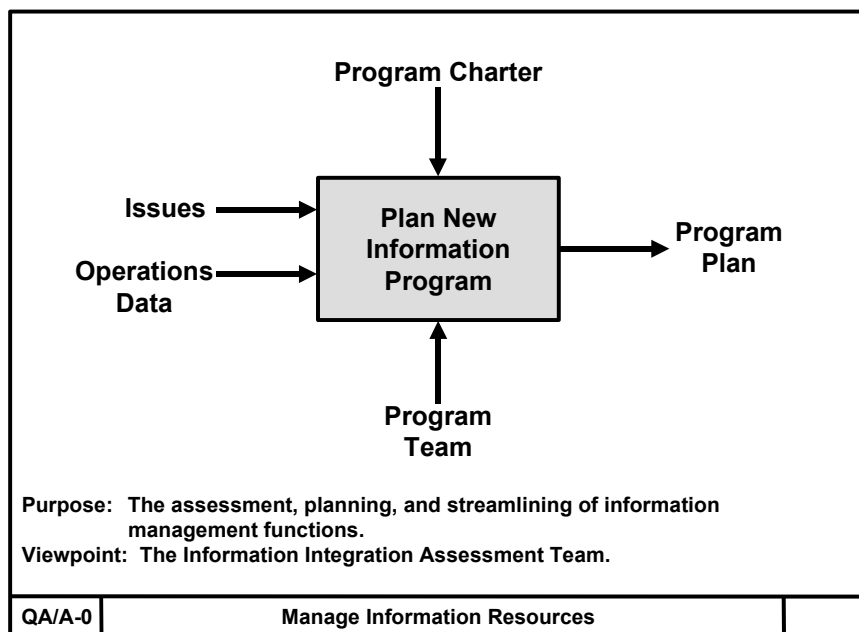 Program Charter
Issues
Operations
Data
Plan New
Information
Program
Program
Plan
Program
Team
Purpose: The assessment, planning, and streamlining of information
management functions.
Viewpoint: The Information Integration Assessment Team.
QA/A-0
Manage Information Resources